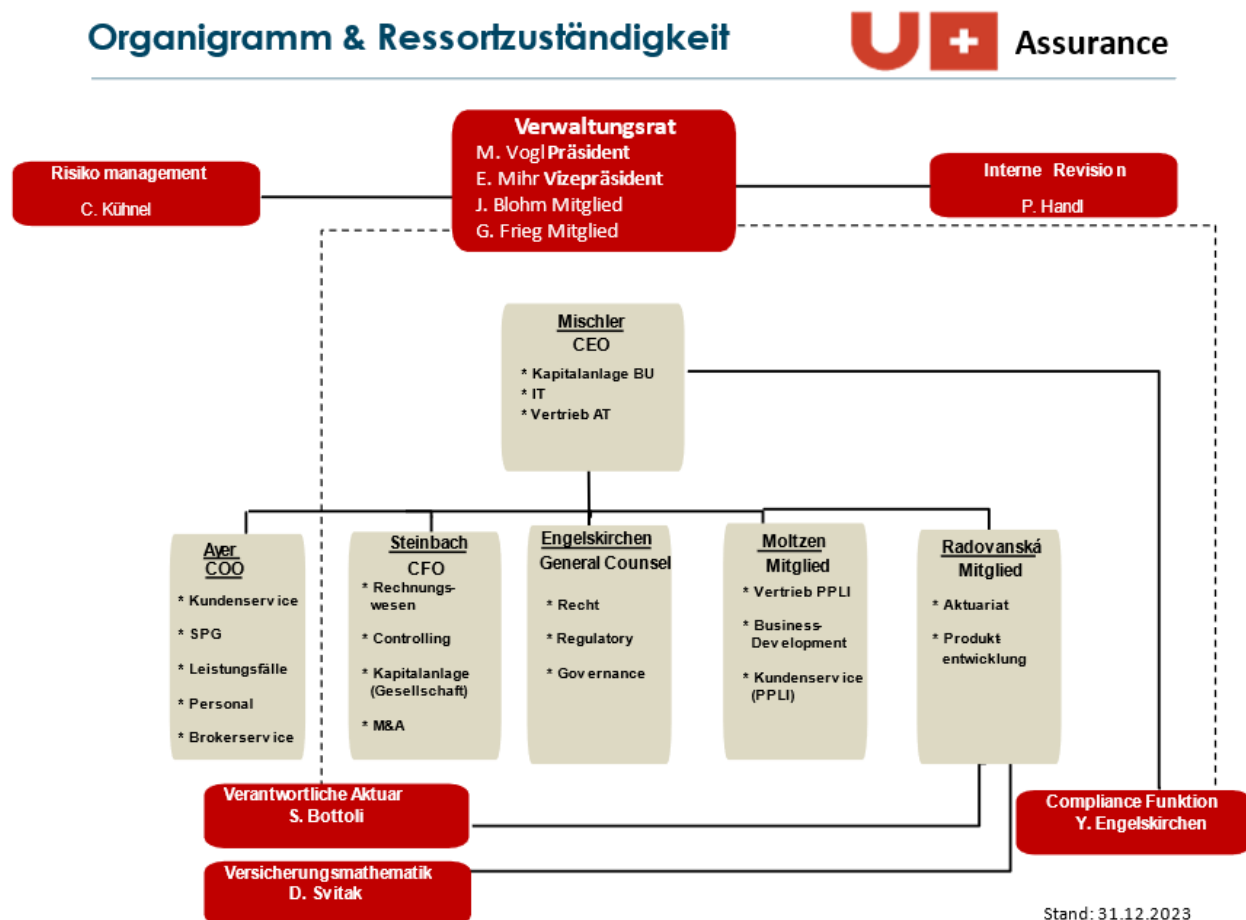 Organigramm & Ressortzuständigkeit
U+ Assurance
Verwaltungsrat
M. Vogl Präsident
E. Mihr Vizepräsident
J. Blohm Mitglied
G. Frieg Mitglied
Risiko management
C. Kühnel
Interne Revision
P. Handl
Mischler
CEO
* Kapitalanlage BU
* IT
* Vertrieb AT
Ayer
COO
* Kundenservice
* SPG
* Leistungsfälle
* Personal
* Brokerservice
Steinbach
CFO
* Rechnungs-
wesen
* Controlling
* Kapitalanlage
(Gesellschaft)
* M&A
Engelskirchen
General Counsel
* Recht
* Regulatory
* Governance
Moltzen
Mitglied
* Vertrieb PPLI
* Business-
Development
* Kundenservice
(PPLI)
Radovanská
Mitglied
* Aktuariat
* Produkt
entwicklung
Verantwortliche Aktuar
S. Bottoli
Compliance Funktion
Y. Engelskirchen
Versicherungsmathematik
D. Svitak
Stand: 31.12.2023